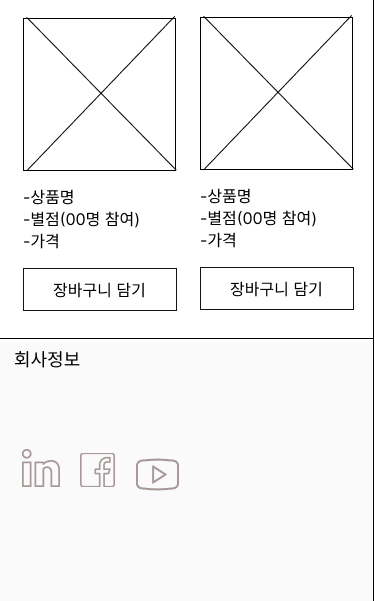 -상품명
-별점(00명 참여)
-가격
장바구니 담기
-상품명
-별점(00명 참여)
-가격
장바구니 담기
회사정보
in
f